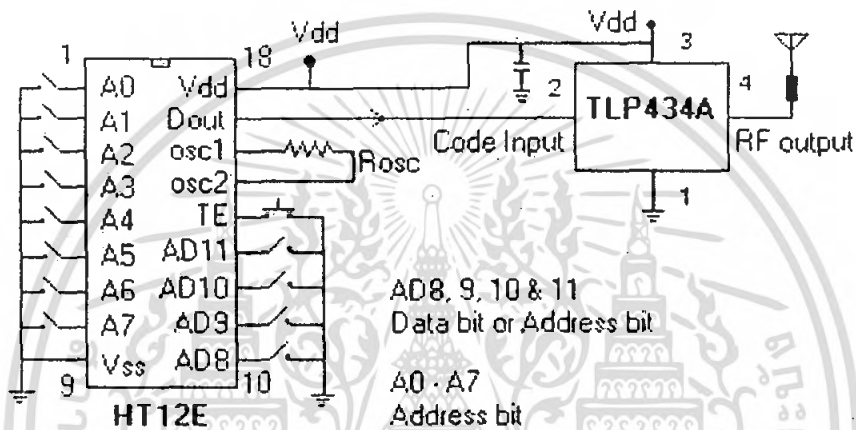 Vdd
Vdd
1
18
3
A0
Vdd
2
4
A1
Dout
TLP434A
A2
osc1
Rosc
Code Input
RF output
A3
osc2
A4
TE
1
A5
AD11
A6
AD10
AD8, 9, 10 & 11
A7
AD9
Data bit or Address bit
Vss
AD8
9
10
A0 - A7
HT12E
Address bit